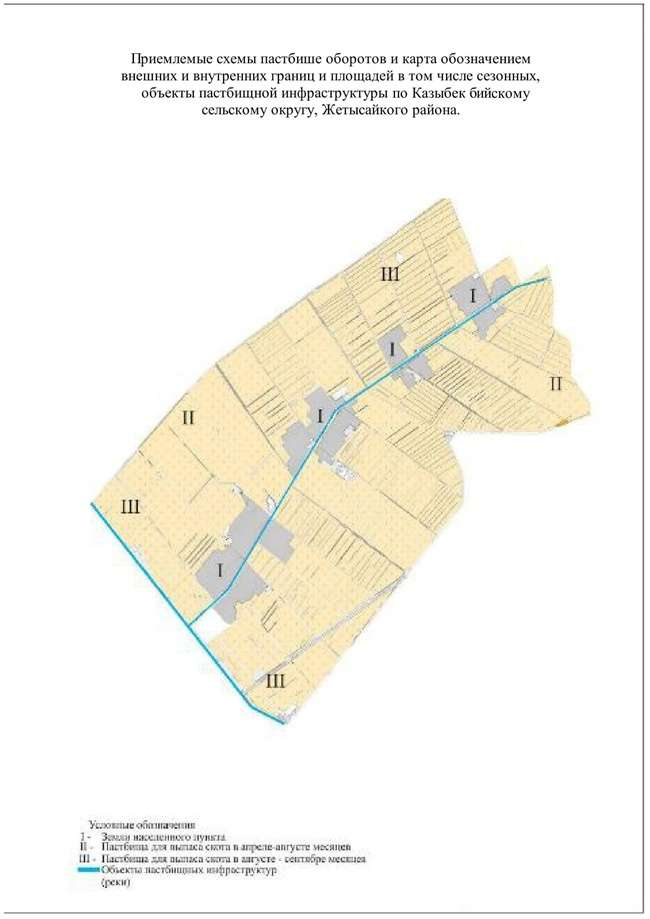 Приемлемые схемы пастбише оборотов и карта обозначением
внешних и внутренних границ и площадей в том числе сезонных,
объекты пастбищной инфраструктуры по Казыбек бийскому
сельскому округу, Жетысайкого района.
III
I
I
II
I
II
III
I
III
Условные обозначения
I - Земли населенного пункта
II - Пастбища для выпаса скота в апреле-августе месяцев
III - Пастбища для выпаса скота в августе - сентябре месяцев
Объекты пастбищных инфраструктур
(реки)